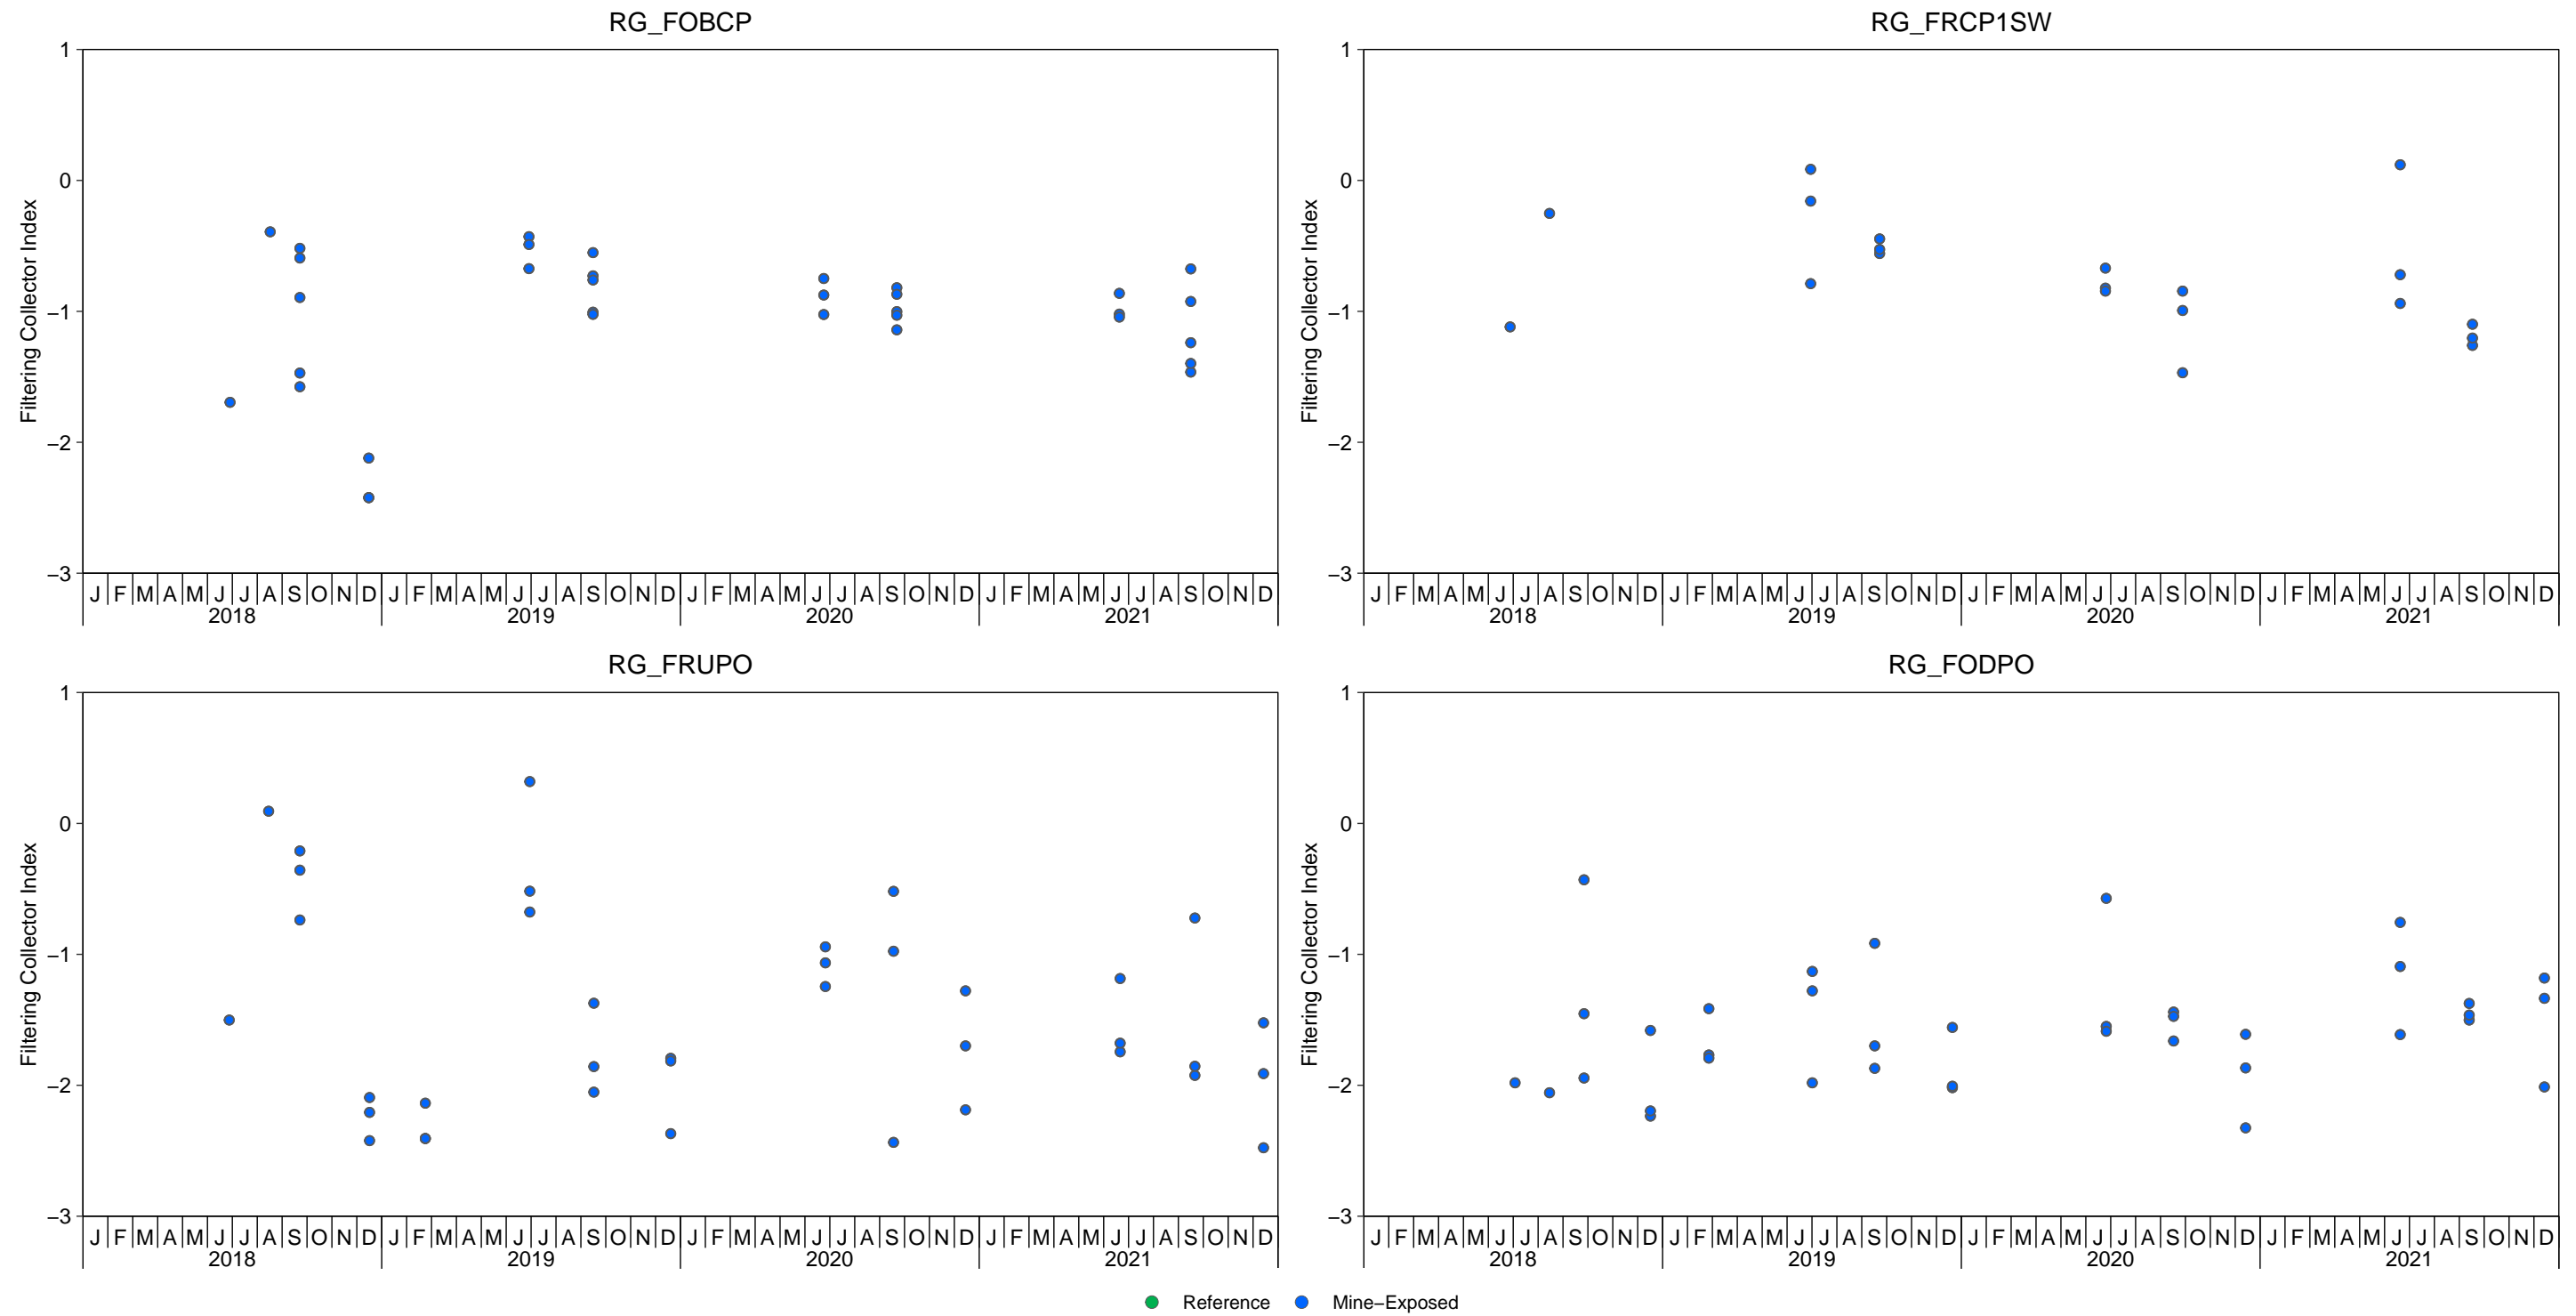 RG_FOBCP
Filtering Collector Index
1
0
−1
−2
−3
J F M A M J J A S O N D J F M A M J J A S O N D J F M A M J J A S O N D J F M A M J J A S O N D
2018 2019 2020 2021
RG_FRCP1SW
Filtering Collector Index
1
0
−1
−2
−3
J F M A M J J A S O N D J F M A M J J A S O N D J F M A M J J A S O N D J F M A M J J A S O N D
2018 2019 2020 2021
RG_FRUPO
Filtering Collector Index
1
0
−1
−2
−3
J F M A M J J A S O N D J F M A M J J A S O N D J F M A M J J A S O N D J F M A M J J A S O N D
2018 2019 2020 2021
RG_FODPO
Filtering Collector Index
1
0
−1
−2
−3
J F M A M J J A S O N D J F M A M J J A S O N D J F M A M J J A S O N D J F M A M J J A S O N D
2018 2019 2020 2021
Reference Mine−Exposed